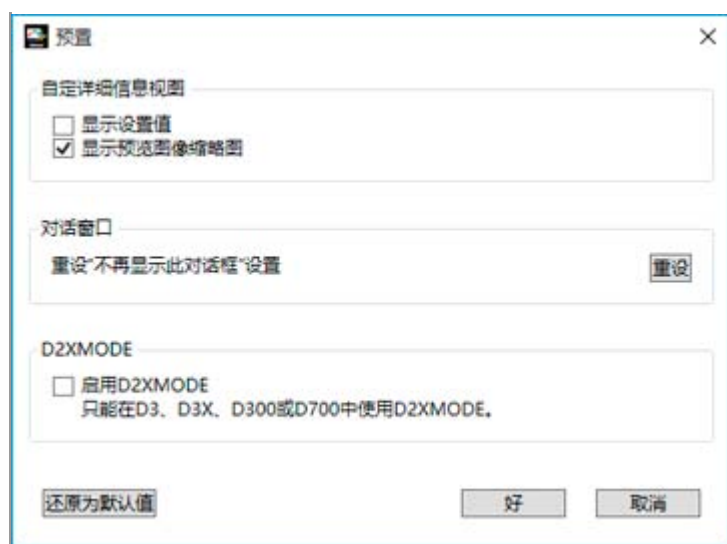 预置
自定详细信息视图
显示设置值
显示预览图像缩略图
对话窗口
重设"不再显示此对话框"设置
重设
D2XMODE
启用D2XMODE
只能在D3、D3X、D300或D700中使用D2XMODE。
还原为默认值
好
取消